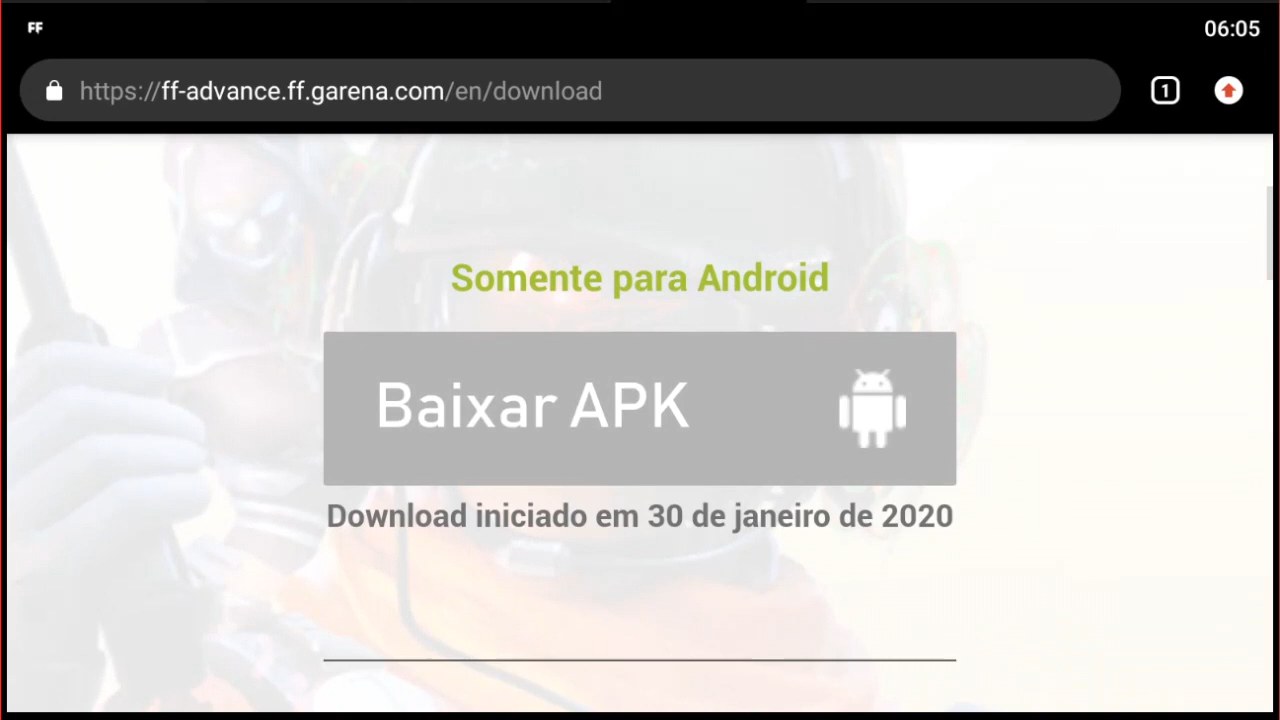 FF
06:05
https://ff-advance.ff.garena.com/en/download
1
Somente para Android
Baixar APK
Download iniciado em 30 de janeiro de 2020